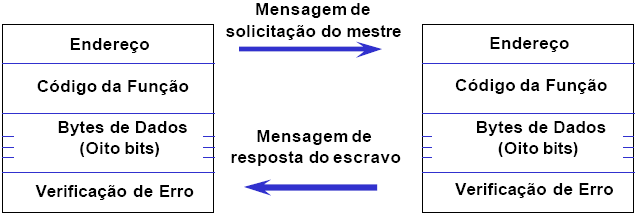 Endereço
Código da Função
Bytes de Dados
(Oito bits)
Verificação de Erro
Mensagem de
solicitação do mestre
Mensagem de
resposta do escravo
Endereço
Código da Função
Bytes de Dados
(Oito bits)
Verificação de Erro